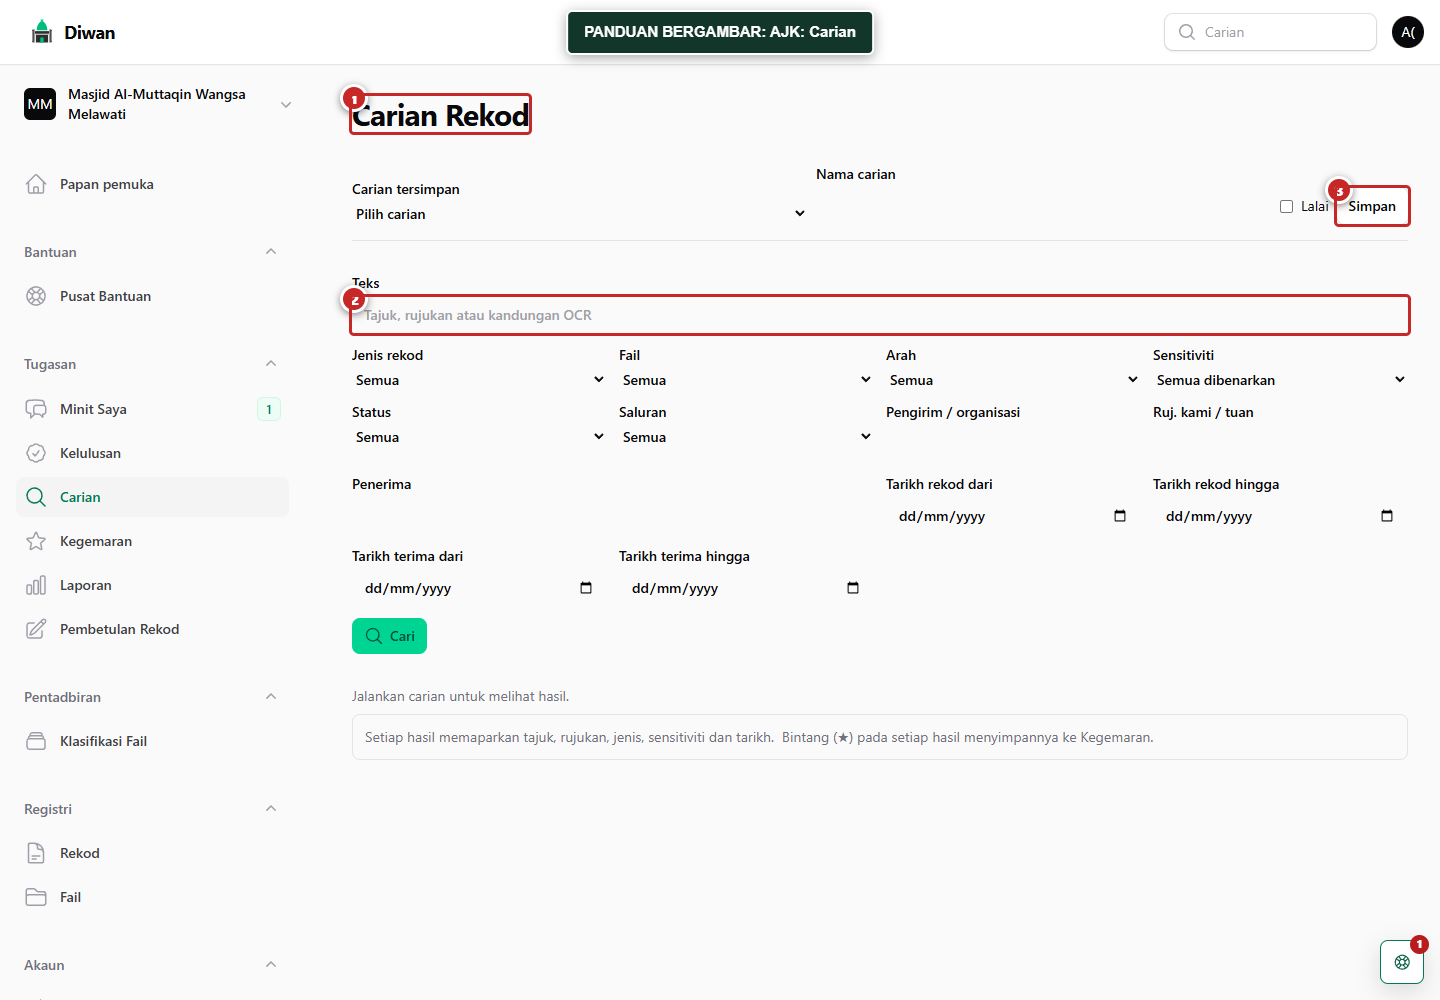 Diwan
PANDUAN BERGAMBAR: AJK: Carian
Carian
A(
MM
Masjid Al-Muttaqin Wangsa
Melawati
Papan pemuka
Bantuan
Pusat Bantuan
Tugasan
Minit Saya
1
Kelulusan
Carian
Kegemaran
Laporan
Pembetulan Rekod
Pentadbiran
Klasifikasi Fail
Registri
Rekod
Fail
Akaun
1
Carian Rekod
Carian tersimpan
Pilih carian
Nama carian
Lalai
3
Simpan
Teks
2
Tajuk, rujukan atau kandungan OCR
Jenis rekod
Semua
Fail
Semua
Arah
Semua
Sensitiviti
Semua dibenarkan
Status
Semua
Saluran
Semua
Pengirim / organisasi
Ruj. kami / tuan
Penerima
Tarikh rekod dari
dd/mm/yyyy
Tarikh rekod hingga
dd/mm/yyyy
Tarikh terima dari
dd/mm/yyyy
Tarikh terima hingga
dd/mm/yyyy
Cari
Jalankan carian untuk melihat hasil.
Setiap hasil memaparkan tajuk, rujukan, jenis, sensitiviti dan tarikh. Bintang (★) pada setiap hasil menyimpannya ke Kegemaran.
1